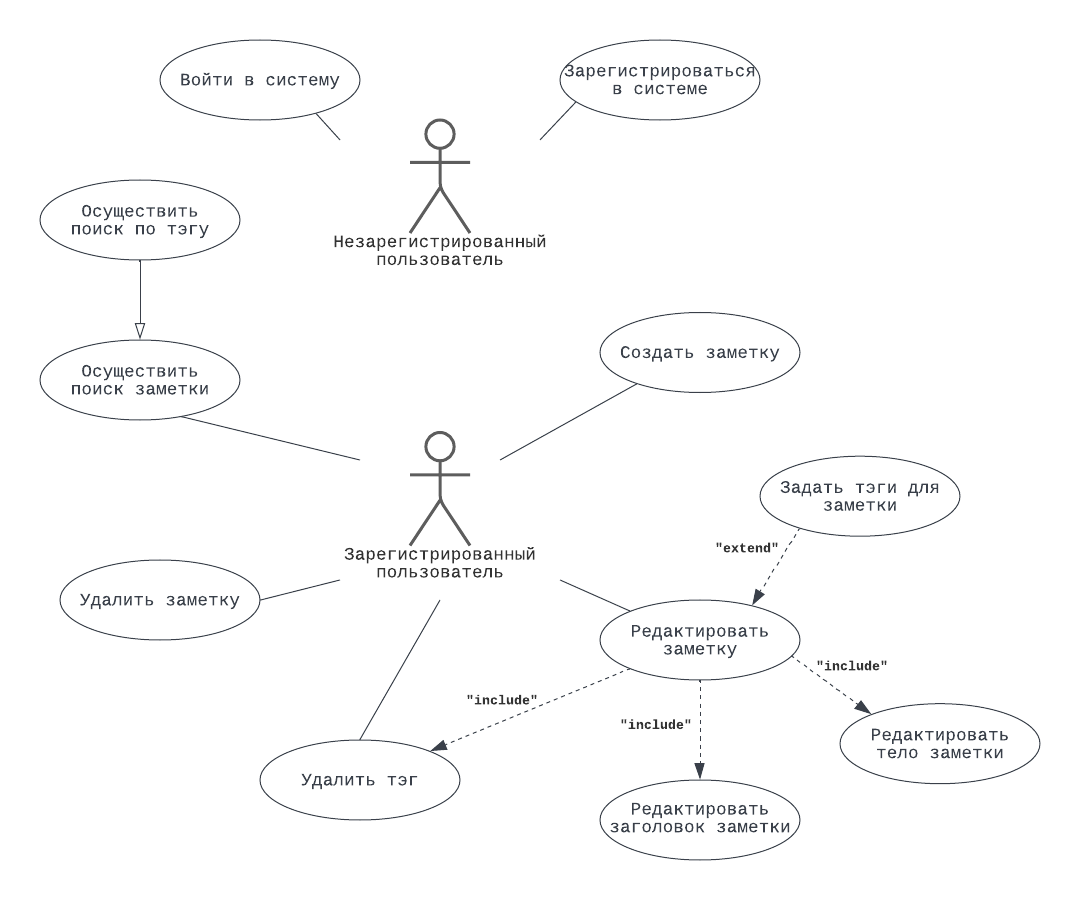 Войти в систему
Зарегистрироваться
в системе
Осуществить
поиск по тэгу
Незарегистрированный
пользователь
Создать заметку
Осуществить
поиск заметки
Задать тэги для
заметки
"extend"
Зарегистрированный
пользователь
Удалить заметку
Редактировать
заметку
"include"
"include"
"include"
Редактировать
тело заметки
Удалить тэг
Редактировать
заголовок заметки